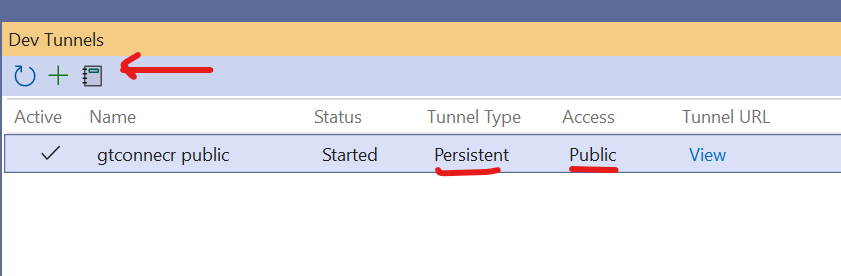 Dev Tunnels
Active Name Status Tunnel Type Access Tunnel URL
gtconnecr public Started Persistent Public View